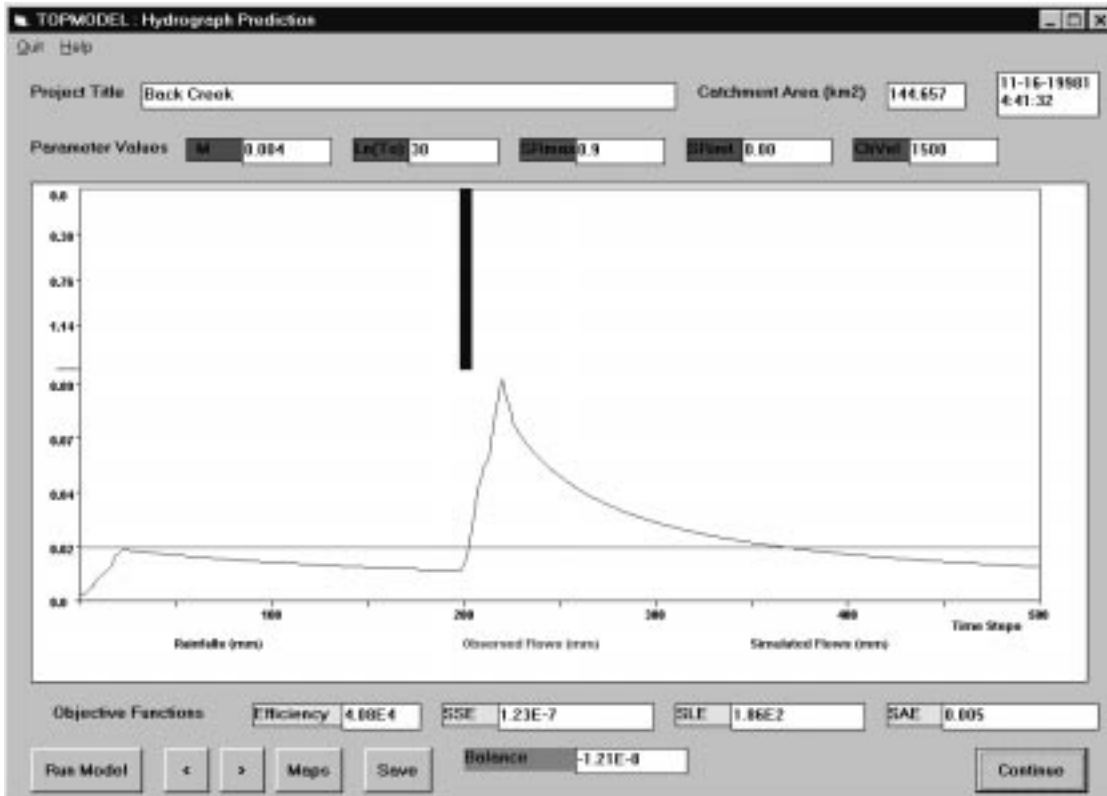 TOPMODEL : Hydrograph Prediction
Quit Help
Project Title Back Creek Catchment Area (km2) 144.657 11-16-19981
4:41:32
Parameter Values M 0.004 Ln(To) 30 SRmax 0.9 SRinit 0.00 ChVel 1500
0.0
0.38
0.76
1.14
0.09
0.07
0.04
0.02
0.0
100 200 300 400 500
Time Steps
Rainfalls (mm) Observed Flows (mm) Simulated Flows (mm)
Objective Functions Efficiency 4.08E4 SSE 1.23E-7 SLE 1.06E2 SAE 0.005
Run Model < > Maps Save Balance -1.21E-8 Continue